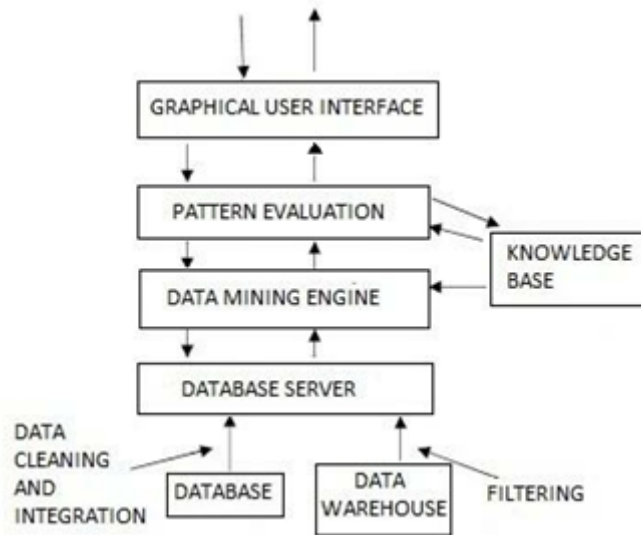 GRAPHICAL USER INTERFACE
PATTERN EVALUATION
KNOWLEDGE
BASE
DATA MINING ENGINE
DATABASE SERVER
DATA
CLEANING
AND
INTEGRATION
DATABASE
DATA
WAREHOUSE
FILTERING